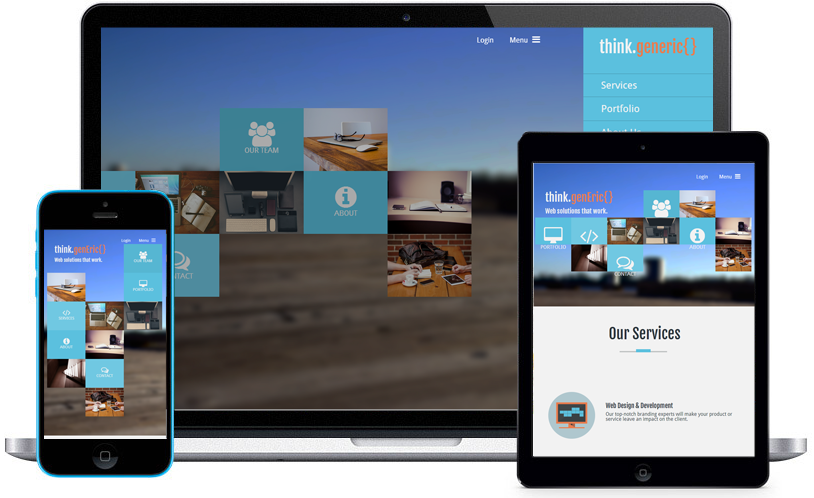 Login Menu
think.generic{}
Services
Portfolio
About Us
OUR TEAM
ABOUT
Login Menu
think.genEric{}
Web solutions that work.
PORTFOLIO
ABOUT
CONTACT
Our Services
Web Design & Development
Our top-notch branding experts will make your product or
service leave an impact on the client.
Login Menu
think.genEric{}
Web solutions that work.
OUR TEAM
PORTFOLIO
SERVICES
ABOUT
CONTACT